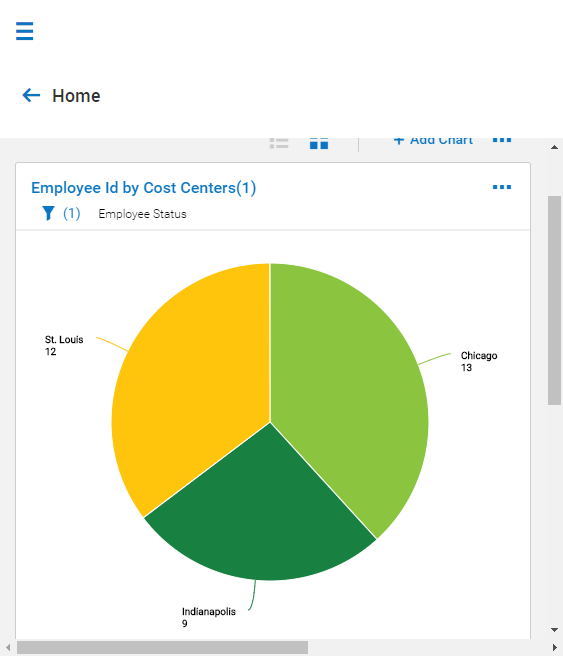 Home
+ Add Chart
Employee Id by Cost Centers(1)
(1) Employee Status
St. Louis
12
Chicago
13
Indianapolis
9